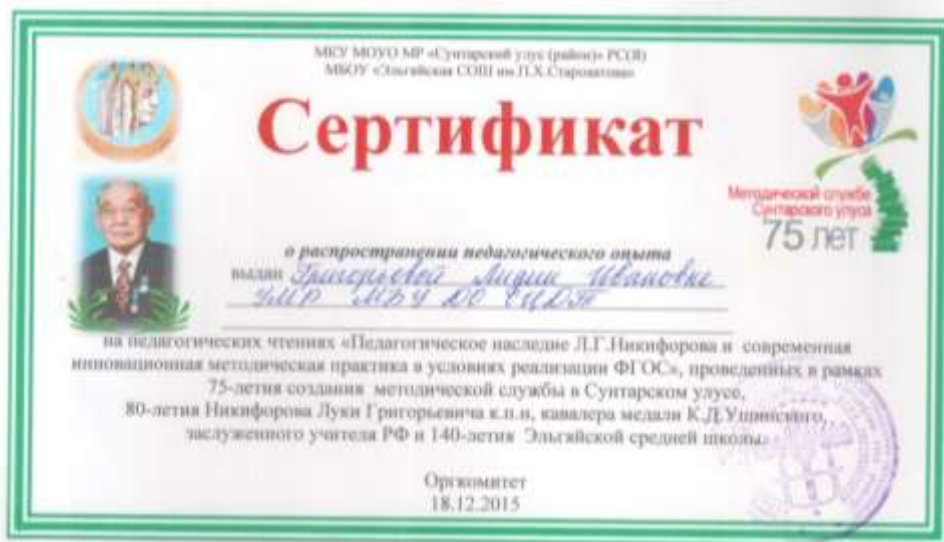 МКУ МОУО МР «Сунтарский улус (район)» РС(Я)
МБОУ «Эльгяйская СОШ им.П.Х.Староватова»
Сертификат
Методической службе
Сунтарского улуса
75 лет
о распространении педагогического опыта
выдан Григорьевой Лидии Ивановне
УМР МБУ ДО СЦДТ
на педагогических чтениях «Педагогическое наследие Л.Г.Никифорова и современная
инновационная методическая практика в условиях реализации ФГОС», проведенных в рамках
75-летия создания методической службы в Сунтарском улусе,
80-летия Никифорова Луки Григорьевича к.п.н, кавалера медали К.Д.Ушинского,
заслуженного учителя РФ и 140-летия Эльгяйской средней школы.
Оргкомитет
18.12.2015